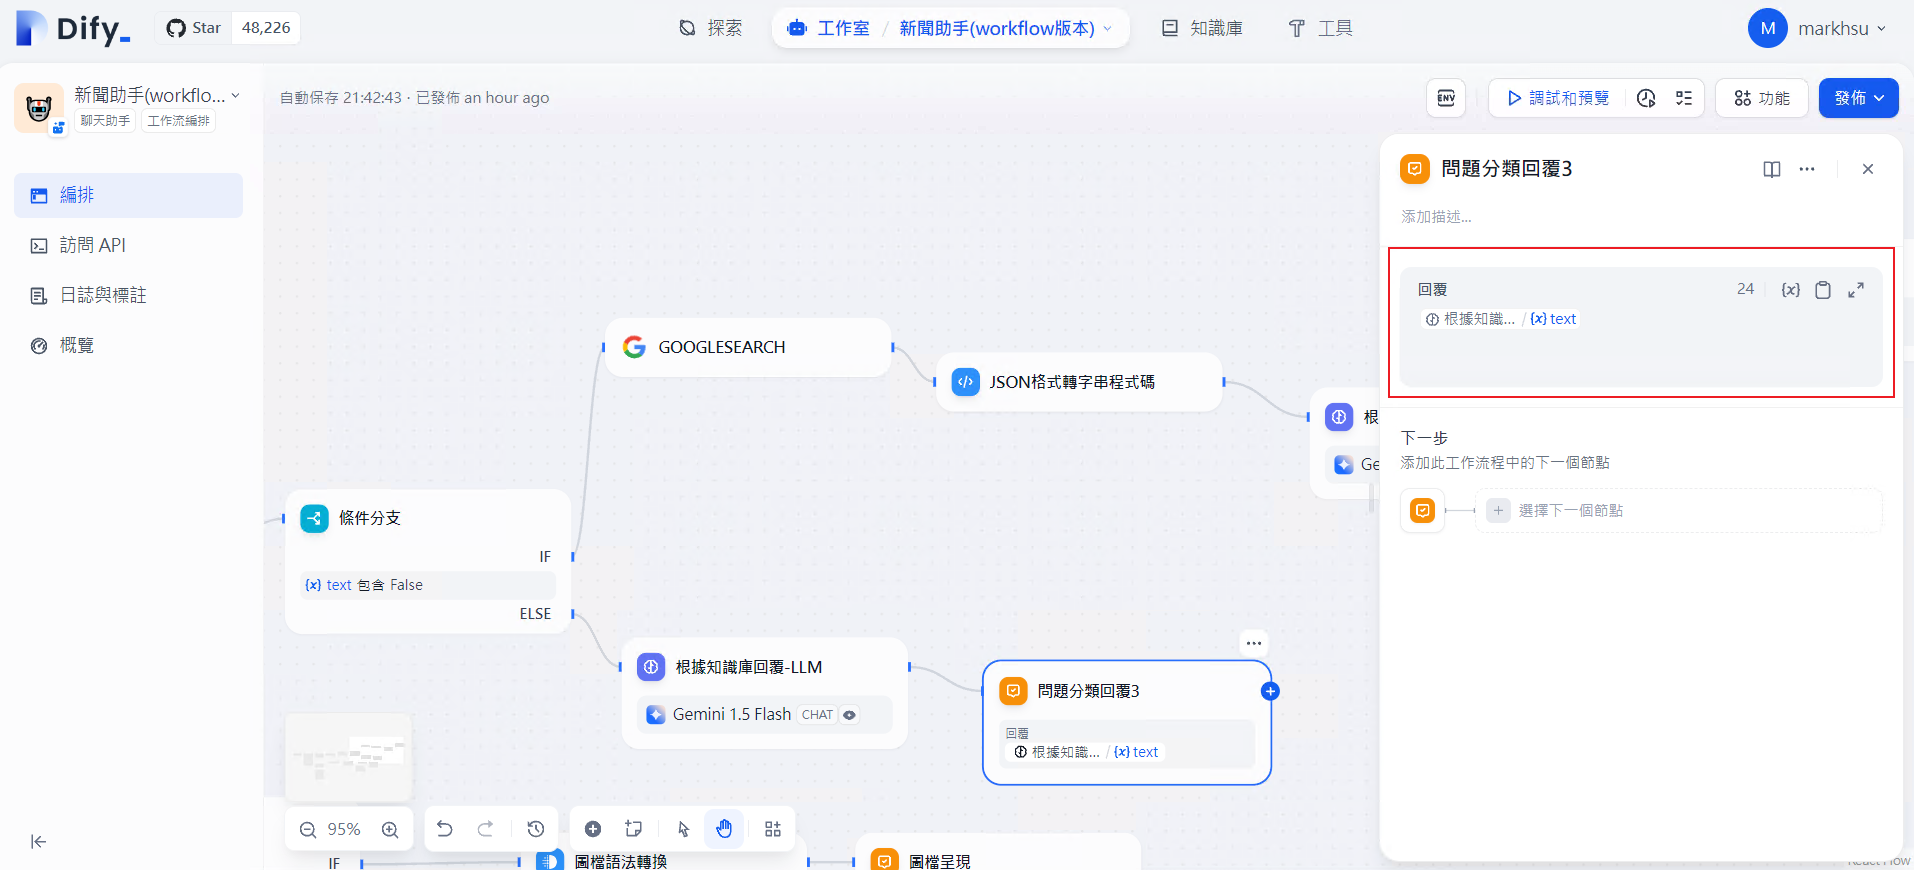 Dify_
Star 48,226
探索
工作室 / 新聞助手(workflow版本)
知識庫
工具
M markhsu
新聞助手(workflo...
聊天助手 工作流編排
自動保存 21:42:43 · 已發佈 an hour ago
ENV
調試和預覽
功能
發佈
編排
訪問 API
日誌與標註
概覽
GOOGLESEARCH
JSON格式轉字串程式碼
根
Ge
條件分支
IF
{x} text 包含 False
ELSE
根據知識庫回覆-LLM
Gemini 1.5 Flash CHAT
問題分類回覆3
回覆
根據知識... / {x} text
95%
IF
圖檔語法轉換
圖檔呈現
問題分類回覆3
添加描述...
回覆 24 {x}
根據知識... / {x} text
下一步
添加此工作流程中的下一個節點
選擇下一個節點
React Flow